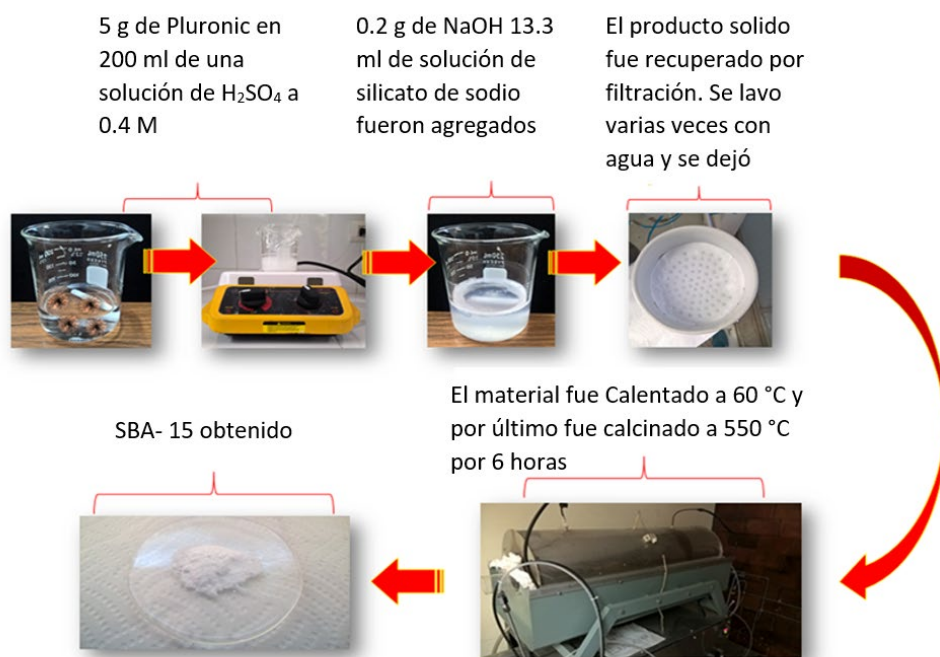 5 g de Pluronic en
200 ml de una
solución de H₂SO₄ a
0.4 M
0.2 g de NaOH 13.3
ml de solución de
silicato de sodio
fueron agregados
El producto solido
fue recuperado por
filtración. Se lavo
varias veces con
agua y se dejó
El material fue Calentado a 60 °C y
por último fue calcinado a 550 °C
por 6 horas
SBA- 15 obtenido